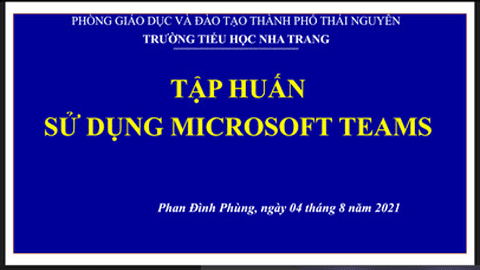 PHÒNG GIÁO DỤC VÀ ĐÀO TẠO THÀNH PHỐ THÁI NGUYÊN
TRƯỜNG TIỂU HỌC NHA TRANG
TẬP HUẤN
SỬ DỤNG MICROSOFT TEAMS
Phan Đình Phùng, ngày 04 tháng 8 năm 2021